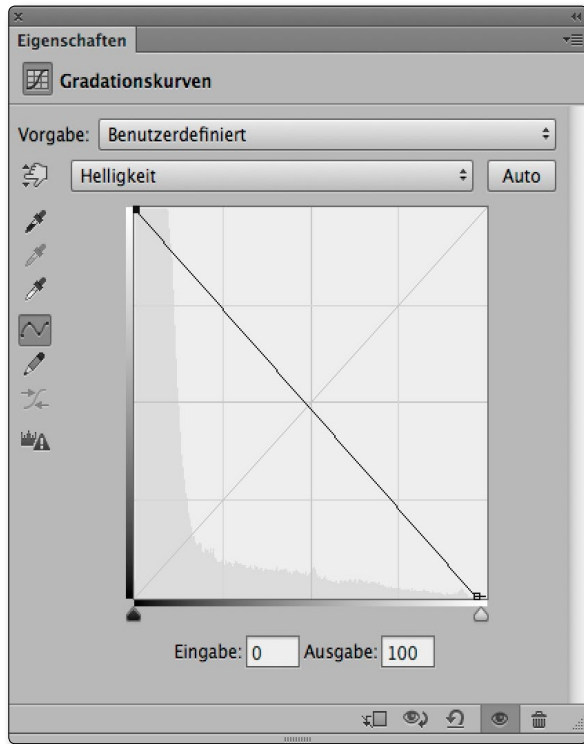 Eigenschaften
Gradationskurven
Vorgabe: Benutzerdefiniert
Helligkeit Auto
Eingabe: 0 Ausgabe: 100